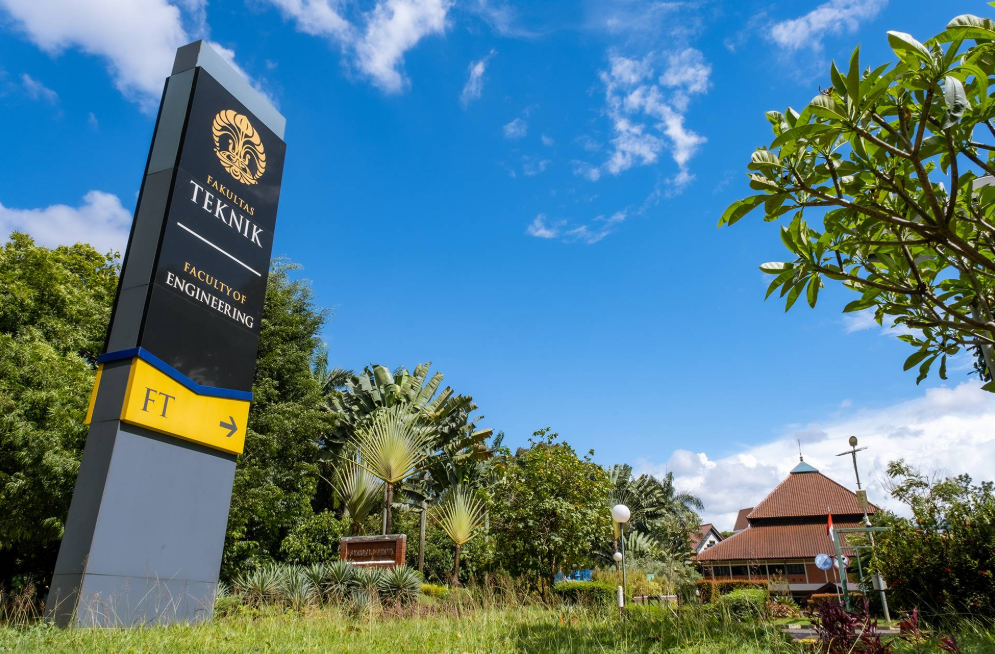 FAKULTAS
TEKNIK
FACULTY OF
ENGINEERING
FT